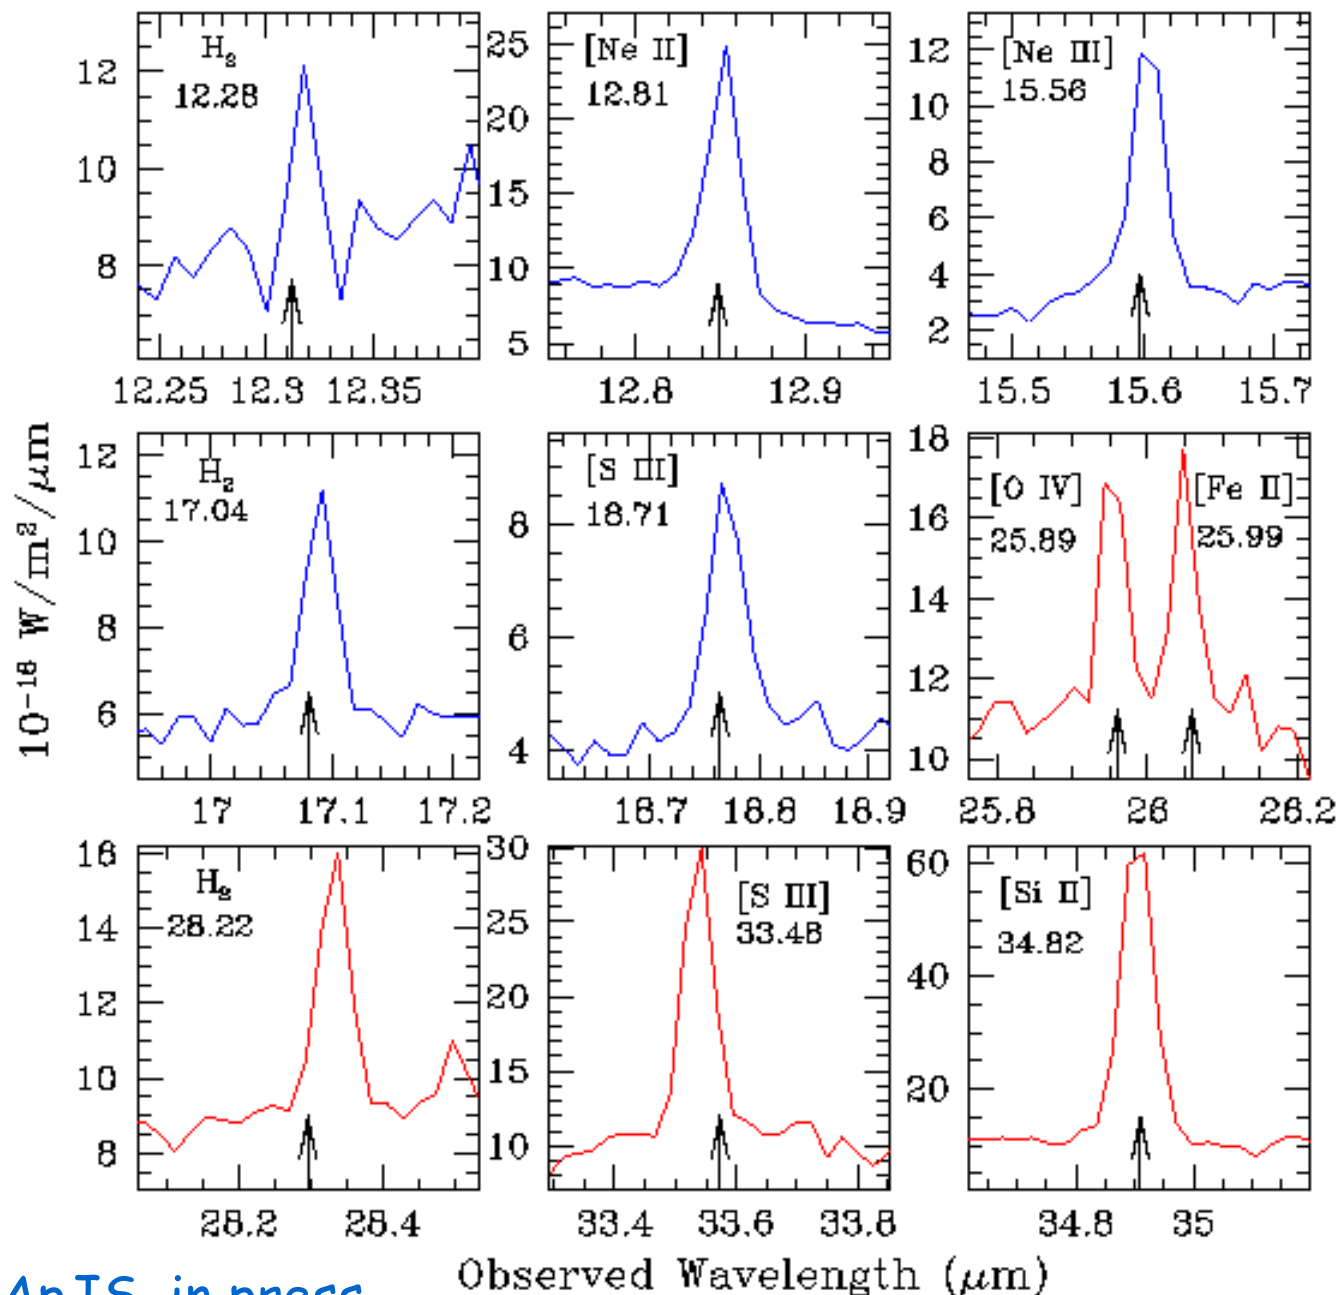 H2
12.28
12
10
8
12.25 12.3 12.35
[Ne II]
12.81
25
20
15
10
5
12.8 12.9
[Ne III]
15.56
12
10
8
6
4
2
15.5 15.6 15.7
10⁻¹⁶ W/m²/μm
H2
17.04
12
10
8
6
17 17.1 17.2
[S III]
18.71
8
6
4
18.7 18.8 18.9
[O IV] [Fe II]
25.89 25.99
18
16
14
12
10
25.8 26 26.2
H2
28.22
16
14
12
10
8
28.2 28.4
[S III]
33.48
30
25
20
15
10
33.4 33.6 33.8
[Si II]
34.82
60
40
20
34.8 35
Observed Wavelength (μm)
ApJS, in press